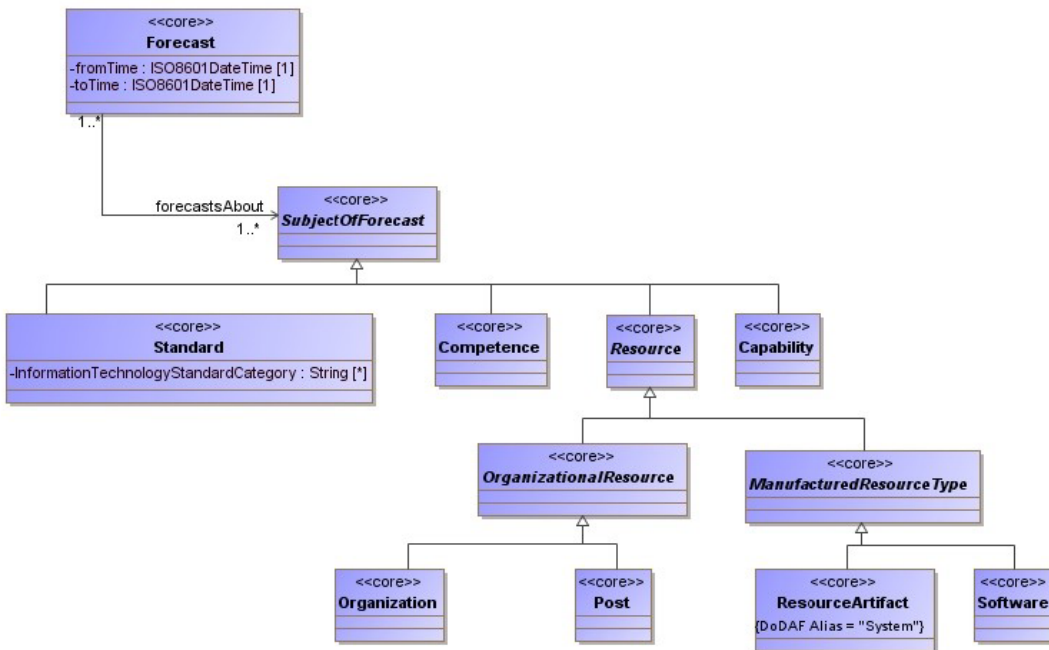 <<core>>
Forecast
-fromTime : ISO8601DateTime [1]
-toTime : ISO8601DateTime [1]
1..*
forecastsAbout
1..*
<<core>>
SubjectOfForecast
<<core>>
Standard
-InformationTechnologyStandardCategory : String [*]
<<core>>
Competence
<<core>>
Resource
<<core>>
Capability
<<core>>
OrganizationalResource
<<core>>
ManufacturedResourceType
<<core>>
Organization
<<core>>
Post
<<core>>
ResourceArtifact
{DoDAF Alias = "System"}
<<core>>
Software